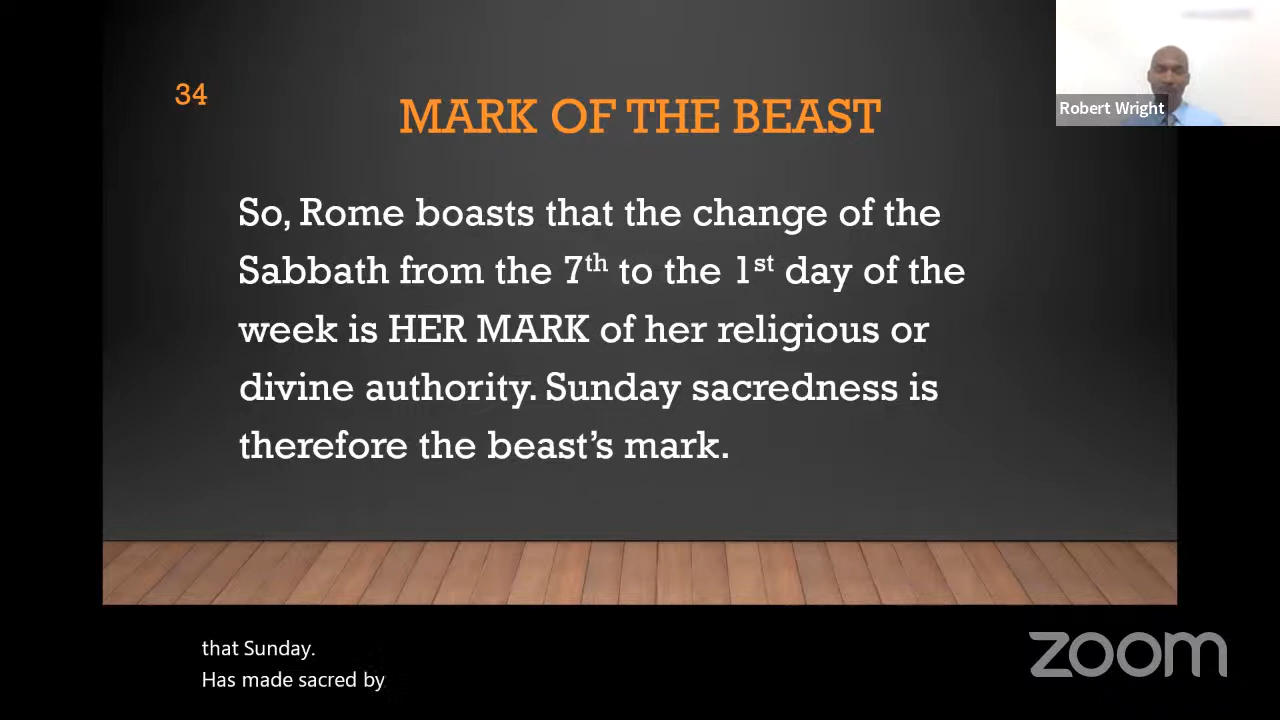 34
MARK OF THE BEAST
Robert Wright
So, Rome boasts that the change of the
Sabbath from the 7th to the 1st day of the
week is HER MARK of her religious or
divine authority. Sunday sacredness is
therefore the beast’s mark.
that Sunday.
Has made sacred by
zoom